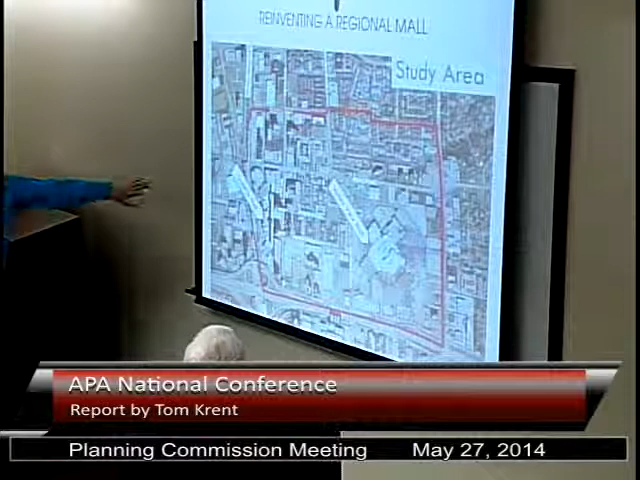 REINVENTING A REGIONAL MALL
Study Area
APA National Conference
Report by Tom Krent
Planning Commission Meeting May 27, 2014